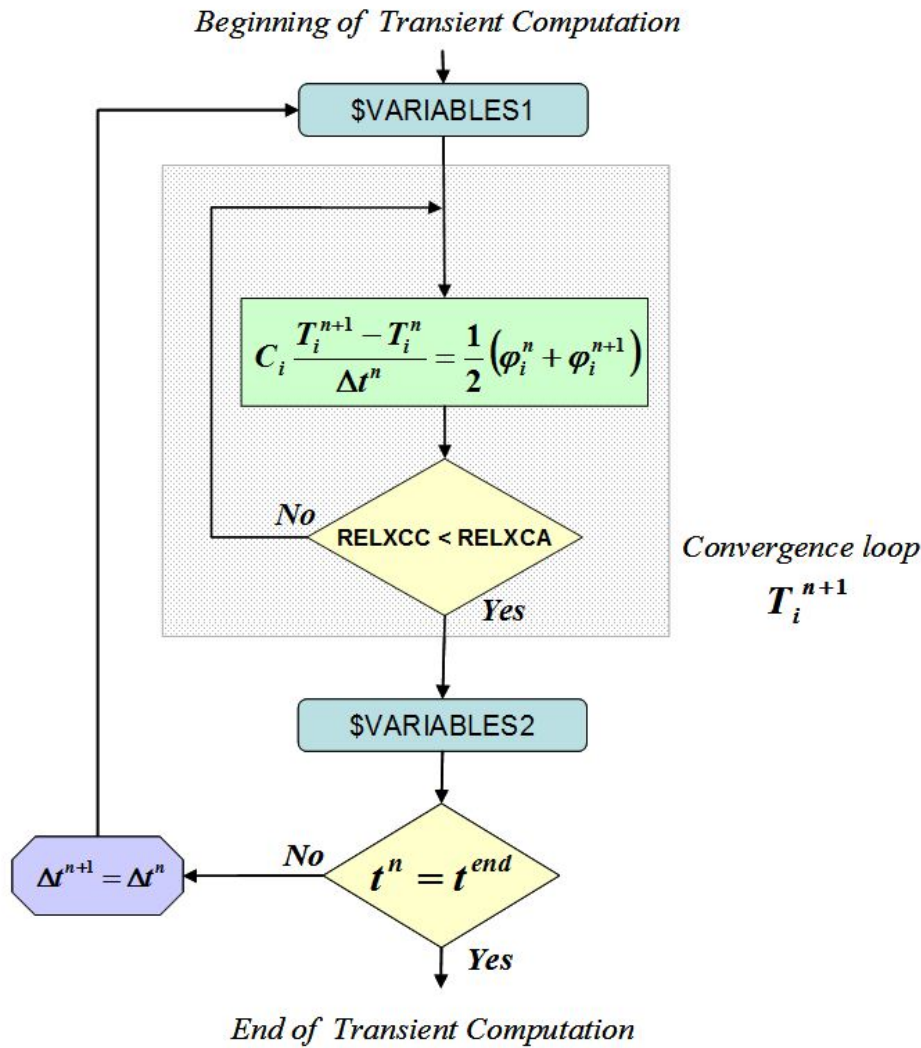 Beginning of Transient Computation
$VARIABLES1
C_i (T_i^{n+1} − T_i^n) / Δt^n = 1/2 (φ_i^n + φ_i^{n+1})
No
RELXCC < RELXCA
Convergence loop
T_i^{n+1}
Yes
$VARIABLES2
No
Δt^{n+1} = Δt^n
t^n = t^{end}
Yes
End of Transient Computation